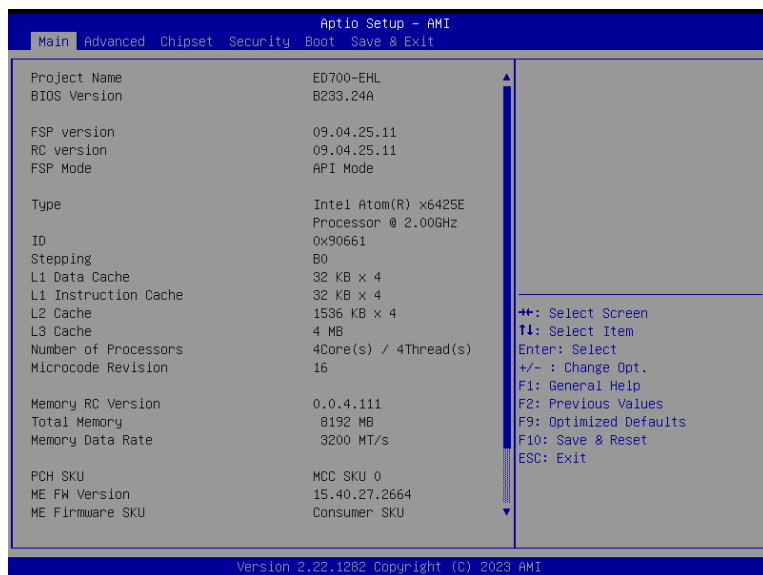 Aptio Setup - AMI
Main Advanced Chipset Security Boot Save & Exit
Project Name ED700-EHL
BIOS Version B233.24A
FSP version 09.04.25.11
RC version 09.04.25.11
FSP Mode API Mode
Type Intel Atom(R) x6425E
Processor @ 2.00GHz
ID 0x90661
Stepping B0
L1 Data Cache 32 KB x 4
L1 Instruction Cache 32 KB x 4
L2 Cache 1536 KB x 4
L3 Cache 4 MB
Number of Processors 4Core(s) / 4Thread(s)
Microcode Revision 16
Memory RC Version 0.0.4.111
Total Memory 8192 MB
Memory Data Rate 3200 MT/s
PCH SKU MCC SKU 0
ME FW Version 15.40.27.2664
ME Firmware SKU Consumer SKU
→←: Select Screen
↑↓: Select Item
Enter: Select
+/- : Change Opt.
F1: General Help
F2: Previous Values
F9: Optimized Defaults
F10: Save & Reset
ESC: Exit
Version 2.22.1282 Copyright (C) 2023 AMI